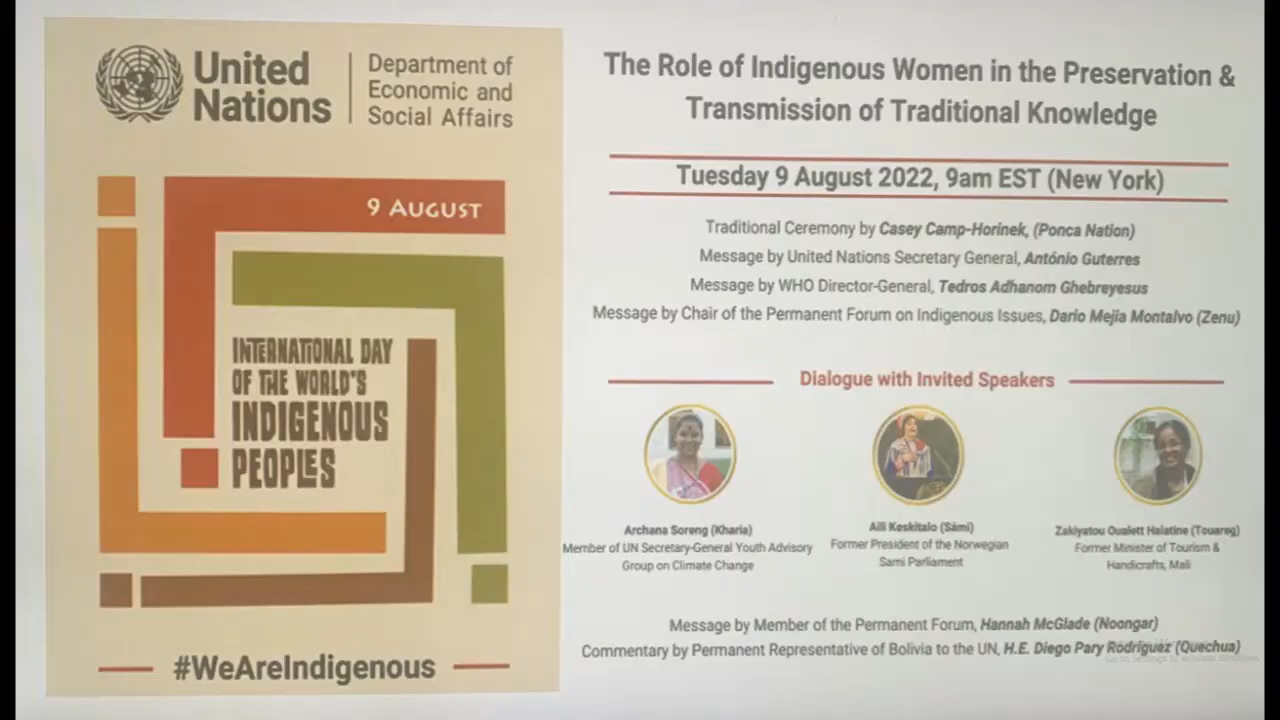 United
Nations
Department of
Economic and
Social Affairs
9 AUGUST
INTERNATIONAL DAY
OF THE WORLD'S
INDIGENOUS
PEOPLES
#WeAreIndigenous
The Role of Indigenous Women in the Preservation &
Transmission of Traditional Knowledge
Tuesday 9 August 2022, 9am EST (New York)
Traditional Ceremony by Casey Camp-Horinek, (Ponca Nation)
Message by United Nations Secretary General, António Guterres
Message by WHO Director-General, Tedros Adhanom Ghebreyesus
Message by Chair of the Permanent Forum on Indigenous Issues, Dario Mejia Montalvo (Zenu)
Dialogue with Invited Speakers
Archana Soreng (Kharia)
Member of UN Secretary-General Youth Advisory
Group on Climate Change
Aili Keskitalo (Sámi)
Former President of the Norwegian
Sami Parliament
Zakiyatou Oualett Halatine (Touareg)
Former Minister of Tourism &
Handicrafts, Mali
Message by Member of the Permanent Forum, Hannah McGlade (Noongar)
Commentary by Permanent Representative of Bolivia to the UN, H.E. Diego Pary Rodríguez (Quechua)
Go to Settings to activate Windows.